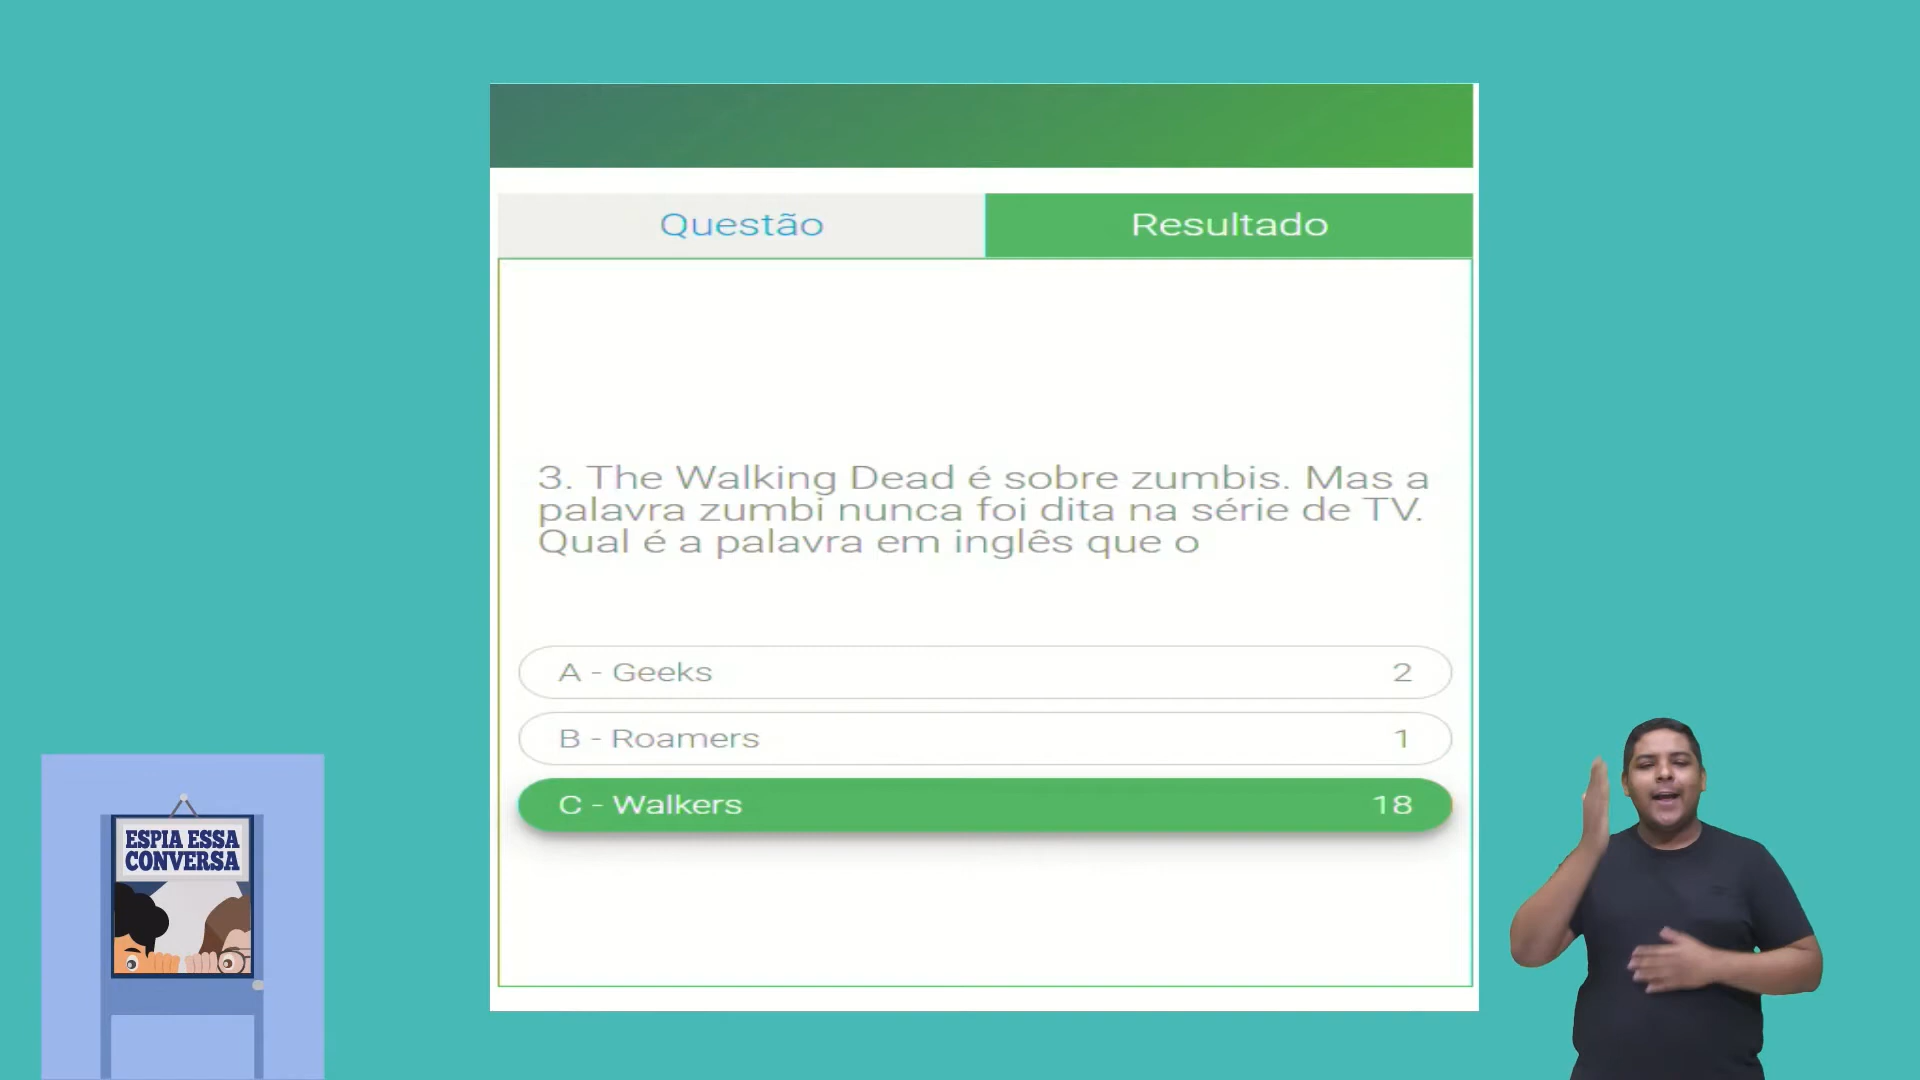 Questão
Resultado
3. The Walking Dead é sobre zumbis. Mas a
palavra zumbi nunca foi dita na série de TV.
Qual é a palavra em inglês que o
A - Geeks 2
B - Roamers 1
C - Walkers 18
ESPIA ESSA
CONVERSA